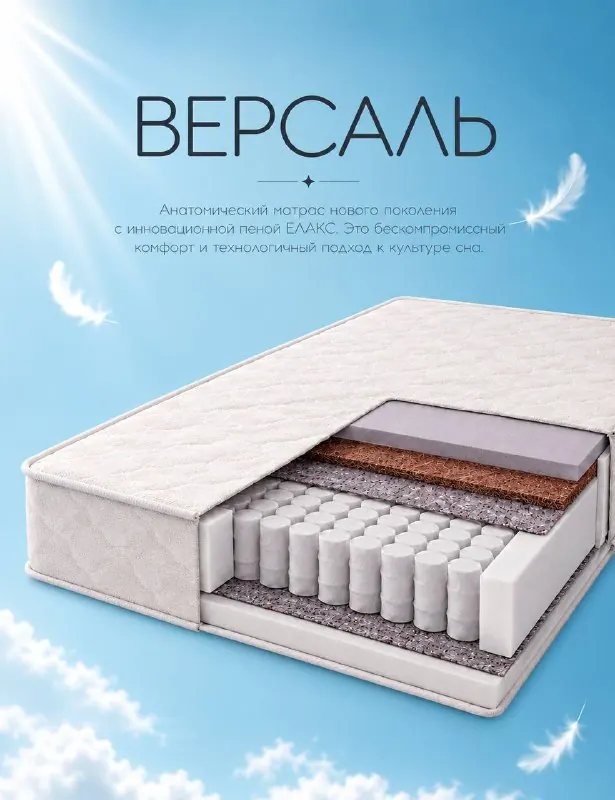 ВЕРСАЛЬ
Анатомический матрас нового поколения
с инновационной пеной ЕЛАКС. Это бескомпромиссный
комфорт и технологичный подход к культуре сна.